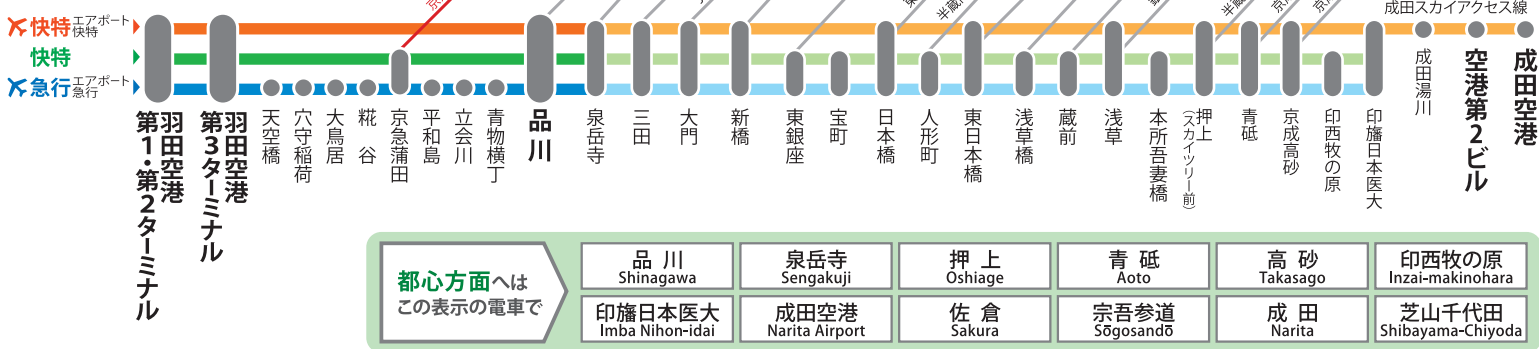 成田スカイアクセス線
快特 エアポート快特
快特
急行 エアポート急行
羽田空港 第1・第2ターミナル
羽田空港 第3ターミナル
天空橋
穴守稲荷
大鳥居
糀谷
京急蒲田
平和島
立会川
青物横丁
品川
泉岳寺
三田
大門
新橋
東銀座
宝町
日本橋
人形町
東日本橋
浅草橋
蔵前
浅草
本所吾妻橋
押上(スカイツリー前)
青砥
京成高砂
印西牧の原
印旛日本医大
成田湯川
空港第2ビル
成田空港
都心方面へは
この表示の電車で
品川
Shinagawa
泉岳寺
Sengakuji
押上
Oshiage
青砥
Aoto
高砂
Takasago
印西牧の原
Inzai-makinohara
印旛日本医大
Imba Nihon-idai
成田空港
Narita Airport
佐倉
Sakura
宗吾参道
Sōgosandō
成田
Narita
芝山千代田
Shibayama-Chiyoda